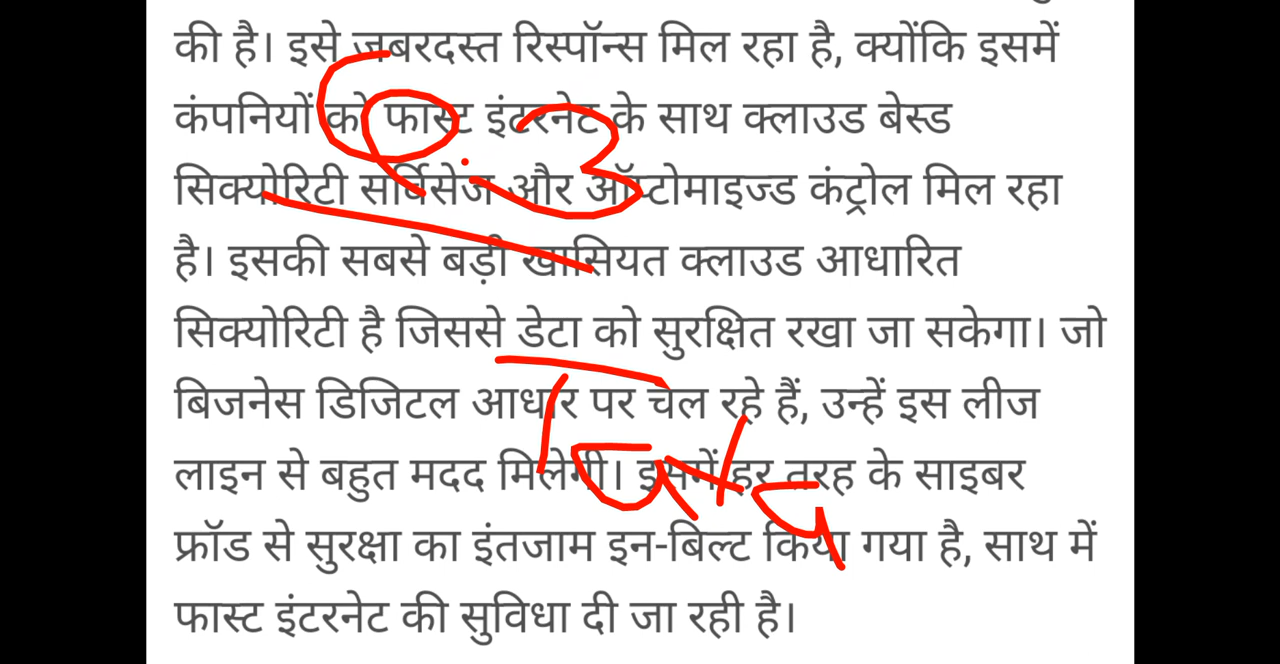 की है। इसे जबरदस्त रिस्पॉन्स मिल रहा है, क्योंकि इसमें
कंपनियों को फास्ट इंटरनेट के साथ क्लाउड बेस्ड
सिक्योरिटी सर्विसेज और ऑप्टोमाइज्ड कंट्रोल मिल रहा
है। इसकी सबसे बड़ी खासियत क्लाउड आधारित
सिक्योरिटी है जिससे डेटा को सुरक्षित रखा जा सकेगा। जो
बिजनेस डिजिटल आधार पर चल रहे हैं, उन्हें इस लीज
लाइन से बहुत मदद मिलेगी। इसमें हर तरह के साइबर
फ्रॉड से सुरक्षा का इंतजाम इन-बिल्ट किया गया है, साथ में
फास्ट इंटरनेट की सुविधा दी जा रही है।